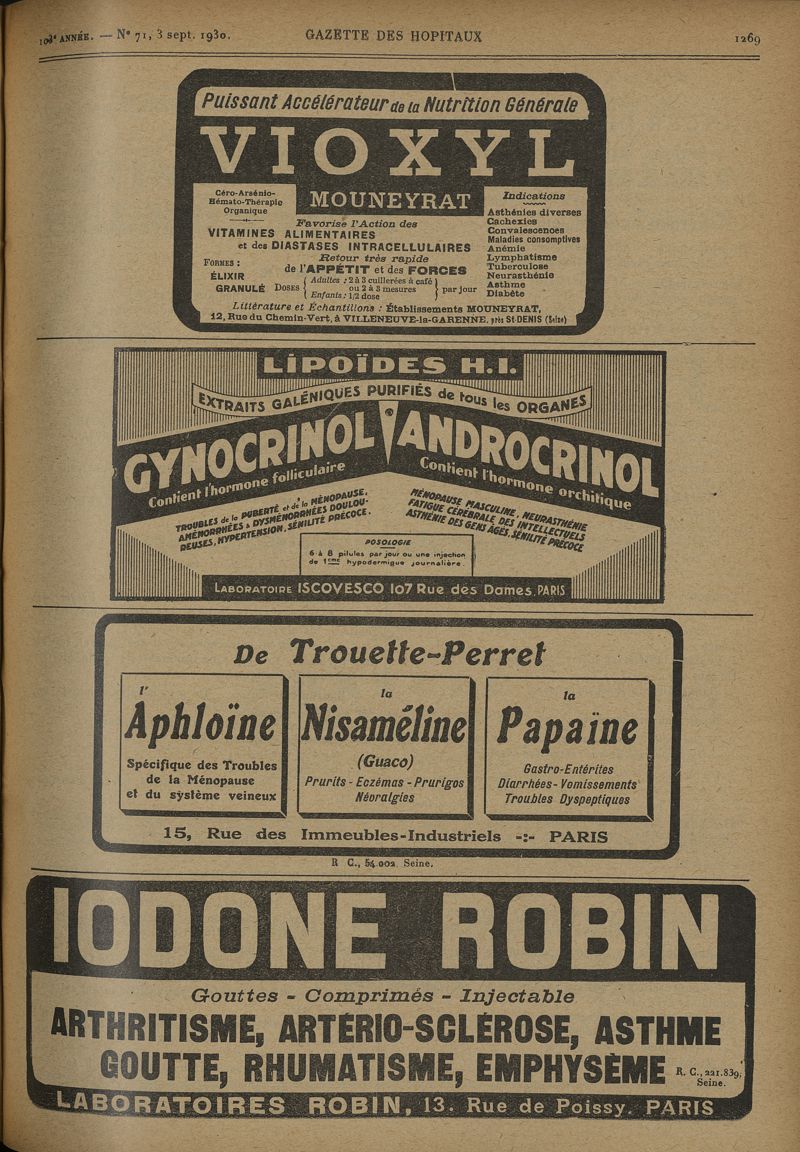 103e ANNÉE. — N° 71, 3 sept. 1930. GAZETTE DES HOPITAUX 1269
Puissant Accélérateur de la Nutrition Générale
VIOXYL
MOUNEYRAT
Céro-Arsénio-
Hémato-Thérapie
Organique
Favorise l'Action des
VITAMINES ALIMENTAIRES
et des DIASTASES INTRACELLULAIRES
Retour très rapide
de l'APPÉTIT et des FORCES
FORMES :
ÉLIXIR
GRANULÉ
DOSES
Adultes : 2 à 3 cuillerées à café
ou 2 à 3 mesures
Enfants : 1/2 dose
par jour
Indications
Asthénies diverses
Cachexies
Convalescences
Maladies consomptives
Anémie
Lymphatisme
Tuberculose
Neurasthénie
Asthme
Diabète
Littérature et Échantillons : Établissements MOUNEYRAT,
12, Rue du Chemin-Vert, à VILLENEUVE-la-GARENNE, près St-DENIS (Seine)
LIPOÏDES H.I.
EXTRAITS GALÉNIQUES PURIFIÉS de tous les ORGANES
GYNOCRINOL
Contient l'hormone folliculaire
TROUBLES de la PUBERTÉ et de la MÉNOPAUSE,
AMÉNORRHÉES & DYSMÉNORRHÉES DOULOU-
REUSES, HYPERTENSION, SÉNILITÉ PRÉCOCE.
ANDROCRINOL
Contient l'hormone orchitique
MÉNOPAUSE MASCULINE, NEURASTHÉNIE
FATIGUE CÉRÉBRALE DES INTELLECTUELS
ASTHÉNIE DES GENS ÂGÉS, SÉNILITÉ PRÉCOCE
POSOLOGIE
6 à 8 pilules par jour ou une injection
de 1cmc hypodermique journalière.
LABORATOIRE ISCOVESCO 107 Rue des Dames. PARIS
De Trouette-Perret
l'
Aphloïne
Spécifique des Troubles
de la Ménopause
et du système veineux
la
Nisaméline
(Guaco)
Prurits - Eczémas - Prurigos
Néoralgies
la
Papaïne
Gastro-Entérites
Diarrhées - Vomissements
Troubles Dyspeptiques
15, Rue des Immeubles-Industriels -:- PARIS
R C., 54.002, Seine.
IODONE ROBIN
Gouttes - Comprimés - Injectable
ARTHRITISME, ARTÉRIO-SCLÉROSE, ASTHME
GOUTTE, RHUMATISME, EMPHYSÈME
R. C., 221.839,
Seine.
LABORATOIRES ROBIN, 13. Rue de Poissy. PARIS